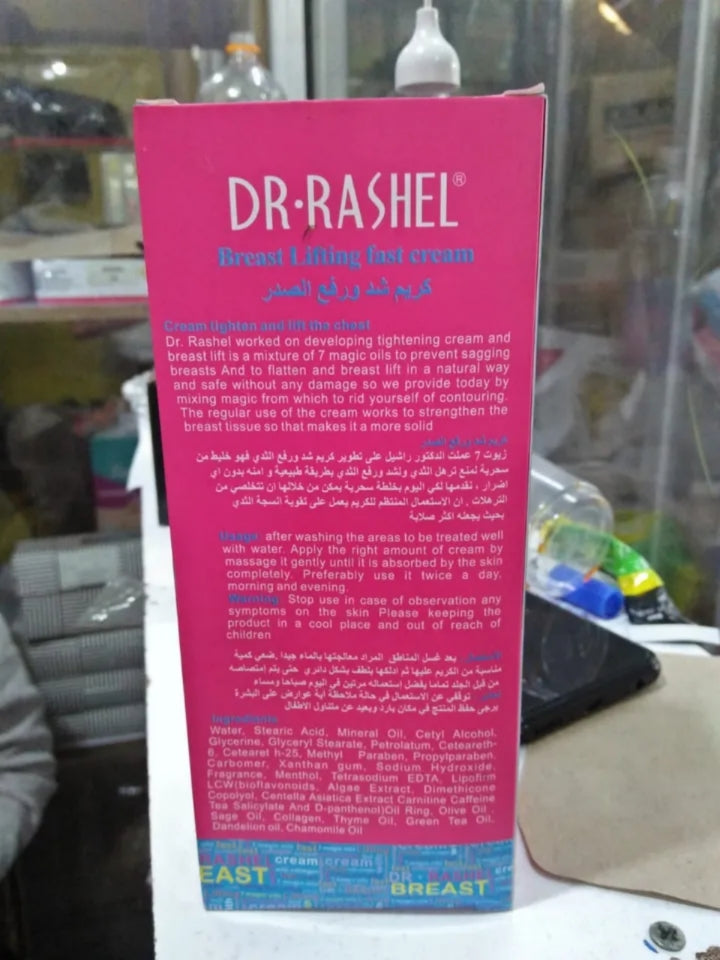 DR·RASHEL®
Breast Lifting fast cream
كريم شد ورفع الصدر
Cream tighten and lift the chest
Dr. Rashel worked on developing tightening cream and
breast lift is a mixture of 7 magic oils to prevent sagging
breasts And to flatten and breast lift in a natural way
and safe without any damage so we provide today by
mixing magic from which to rid yourself of contouring.
The regular use of the cream works to strengthen the
breast tissue so that makes it a more solid
كريم شد ورفع الصدر
زيوت 7 عملت الدكتور راشيل على تطوير كريم شد ورفع الثدي فهو خليط من
سحرية لمنع ترهل الثدي ولشد ورفع الثدي بطريقة طبيعية و امنه بدون اي
اضرار ، نقدمها لكي اليوم بخلطة سحرية يمكن من خلالها ان تتخلصي من
الترهلات . ان الاستعمال المنتظم للكريم يعمل على تقوية انسجة الثدي
بحيث يجعله اكثر صلابة
Usage: after washing the areas to be treated well
with water. Apply the right amount of cream by
massage it gently until it is absorbed by the skin
completely. Preferably use it twice a day.
morning and evening.
Warning: Stop use in case of observation any
symptoms on the skin Please keeping the
product in a cool place and out of reach of
children
بعد غسل المناطق المراد معالجتها بالماء جيدا .ضعي كمية
مناسبة من الكريم عليها ثم ادلكها بلطف بشكل دائري حتى يتم إمتصاصه
من قبل الجلد تماما يفضل إستعماله مرتين في اليوم صباحا ومساء
توقفي عن الاستعمال في حالة ملاحظة أية عوارض على البشرة
يرجى حفظ المنتج في مكان بارد وبعيد عن متناول الأطفال
Ingredients
Water, Stearic Acid, Mineral Oil, Cetyl Alcohol,
Glycerine, Glyceryl Stearate, Petrolatum, Ceteareth-
6, Cetearet h-25, Methyl Paraben, Propylparaben,
Carbomer, Xanthan gum, Sodium Hydroxide,
Fragrance, Menthol, Tetrasodium EDTA, Lipofirm
LCW(bioflavonoids, Algae Extract, Dimethicone
Copolyol, Centella Asiatica Extract Carnitine Caffeine
Tea Salicylate And D-panthenol)Oil Ring, Olive Oil ,
Sage Oil, Collagen, Thyme Oil, Green Tea Oil,
Dandelion oil, Chamomile Oil
RASHEL cream cream
EAST DR RASHEL
BREAST